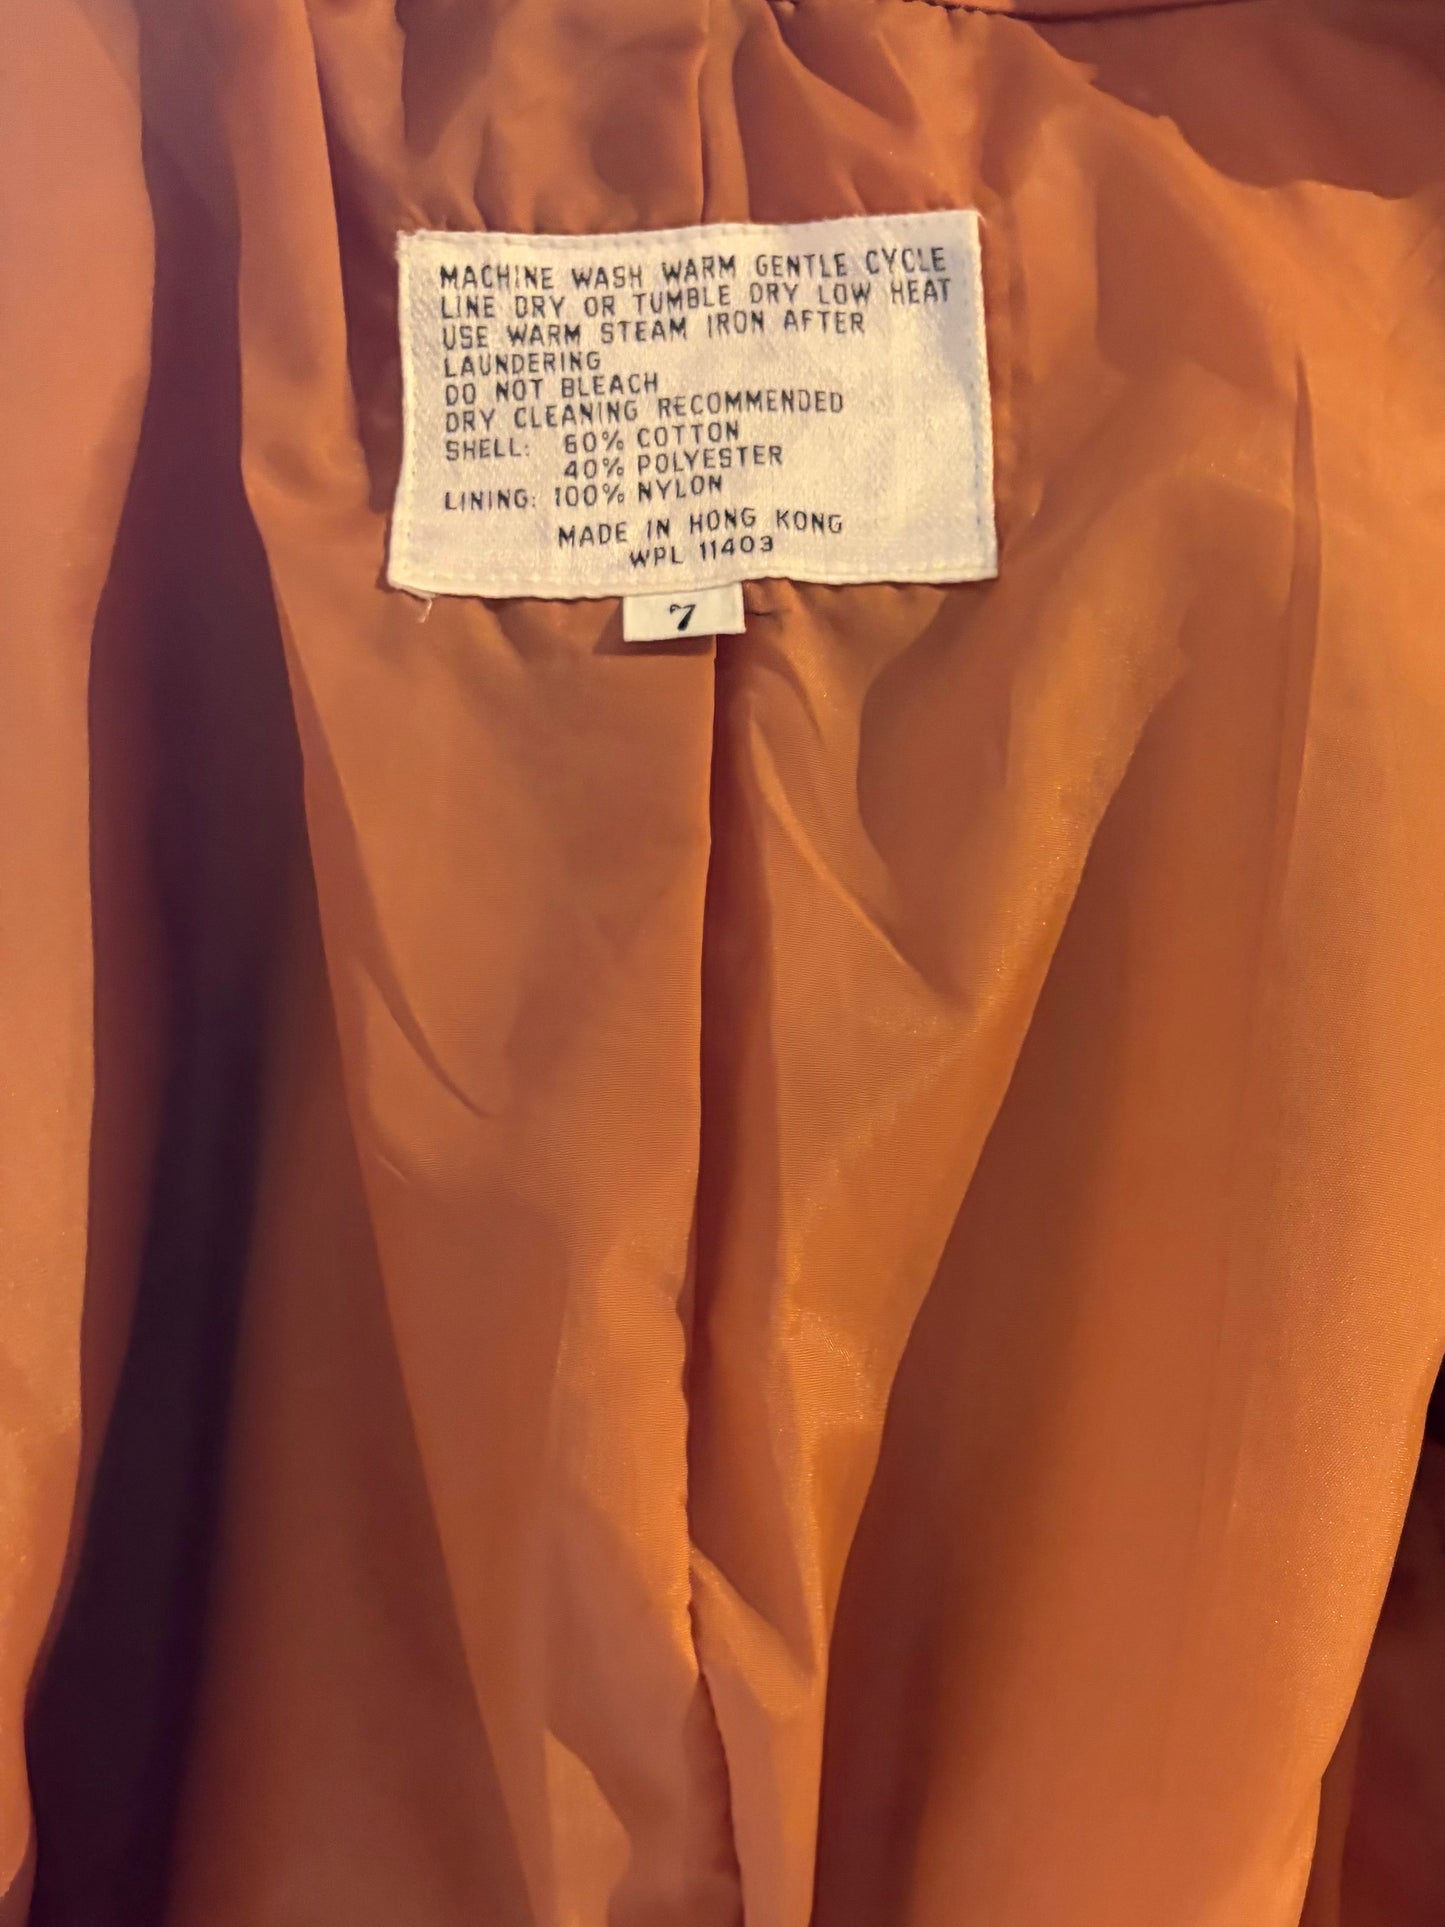 MACHINE WASH WARM GENTLE CYCLE
LINE DRY OR TUMBLE DRY LOW HEAT
USE WARM STEAM IRON AFTER
LAUNDERING
DO NOT BLEACH
DRY CLEANING RECOMMENDED
SHELL: 60% COTTON
40% POLYESTER
LINING: 100% NYLON
MADE IN HONG KONG
WPL 11403
7